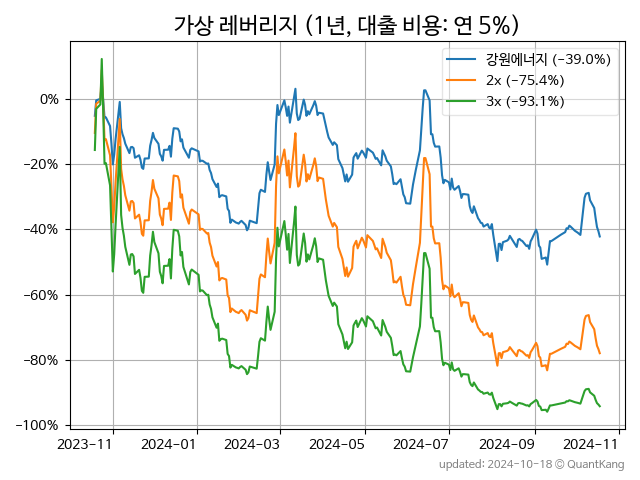 가상 레버리지 (1년, 대출 비용: 연 5%)
강원에너지 (−39.0%)
2x (−75.4%)
3x (−93.1%)
0%
−20%
−40%
−60%
−80%
−100%
2023-11 2024-01 2024-03 2024-05 2024-07 2024-09 2024-11
updated: 2024-10-18 © QuantKang